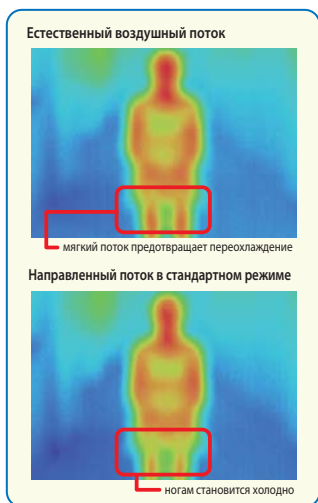 Естественный воздушный поток
мягкий поток предотвращает переохлаждение
Направленный поток в стандартном режиме
ногам становится холодно